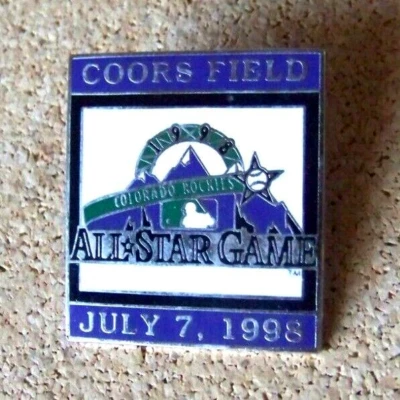 COORS FIELD
1998
COLORADO ROCKIES
ALL★STAR GAME
TM
JULY 7, 1998